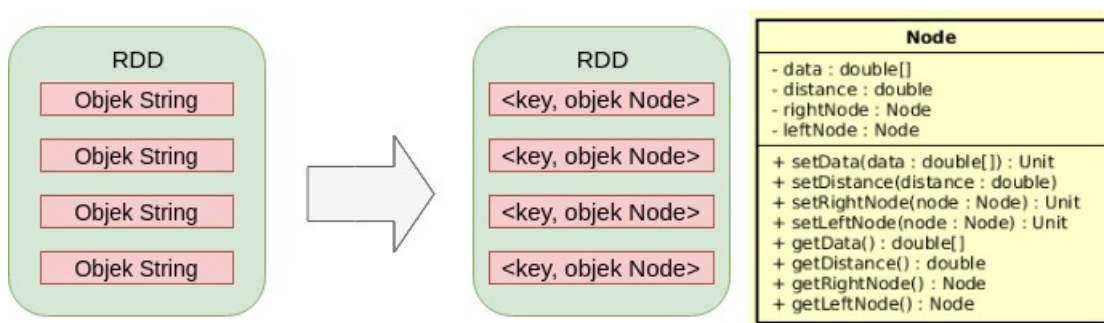 RDD
Objek String
Objek String
Objek String
Objek String
RDD
<key, objek Node>
<key, objek Node>
<key, objek Node>
<key, objek Node>
Node
- data : double[]
- distance : double
- rightNode : Node
- leftNode : Node
+ setData(data : double[]) : Unit
+ setDistance(distance : double)
+ setRightNode(node : Node) : Unit
+ setLeftNode(node : Node) : Unit
+ getData() : double[]
+ getDistance() : double
+ getRightNode() : Node
+ getLeftNode() : Node